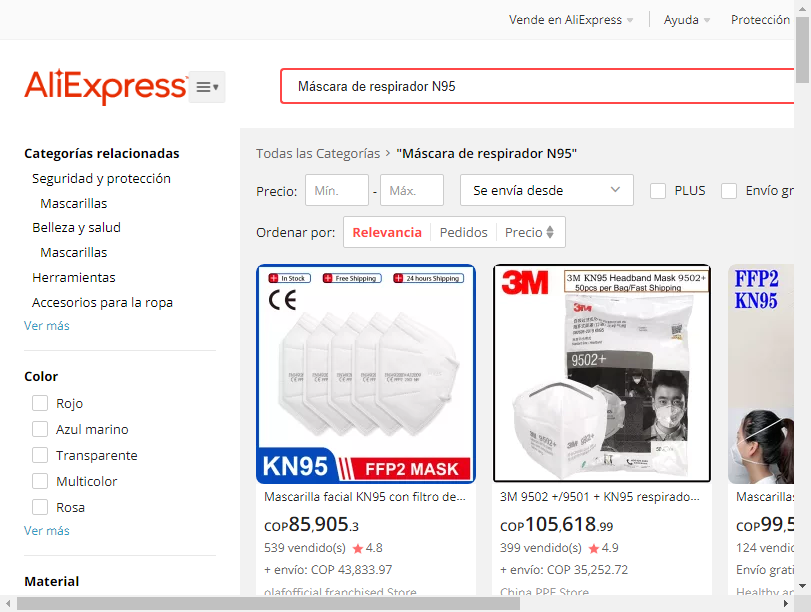 Vende en AliExpress
Ayuda
Protección
AliExpress
Máscara de respirador N95
Categorías relacionadas
Seguridad y protección
Mascarillas
Belleza y salud
Mascarillas
Herramientas
Accesorios para la ropa
Ver más
Color
Rojo
Azul marino
Transparente
Multicolor
Rosa
Ver más
Material
Todas las Categorías > "Máscara de respirador N95"
Precio: Mín. - Máx. Se envía desde PLUS Envío gr
Ordenar por: Relevancia Pedidos Precio
In Stock Free Shipping 24 hours Shipping
CE
KN95 FFP2 MASK
Mascarilla facial KN95 con filtro de...
COP85,905.3
539 vendido(s) 4.8
+ envío: COP 43,833.97
plafofficial franchised Store
3M
3M KN95 Headband Mask 9502+
50pcs per Bag/Fast Shipping
3M
9502+
3M 9502 +/9501 + KN95 respirado...
COP105,618.99
399 vendido(s) 4.9
+ envío: COP 35,252.72
China PPE Store
FFP2
KN95
Mascarillas
COP99,5
124 vendid
Envío grati
Healthy an